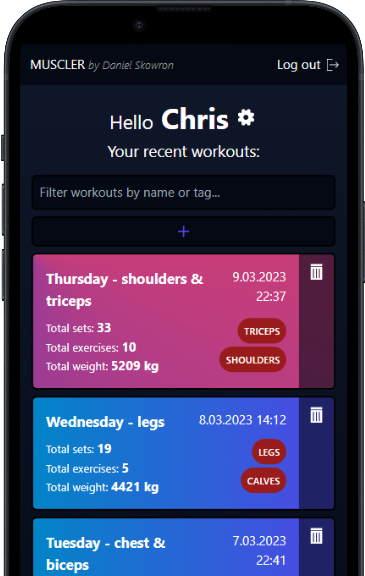 MUSCLER by Daniel Skowron
Log out
Hello Chris
Your recent workouts:
Filter workouts by name or tag...
+
Thursday - shoulders &
triceps
9.03.2023
22:37
Total sets: 33
Total exercises: 10
Total weight: 5209 kg
TRICEPS
SHOULDERS
Wednesday - legs
8.03.2023 14:12
Total sets: 19
Total exercises: 5
Total weight: 4421 kg
LEGS
CALVES
Tuesday - chest &
biceps
7.03.2023
22:41